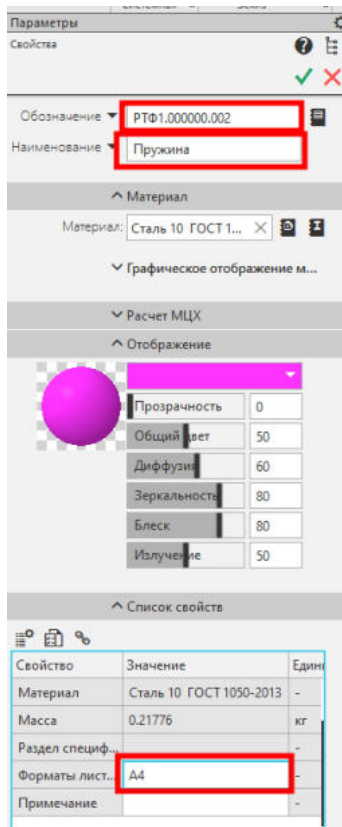 Параметры
Свойства
Обозначение РТФ1.000000.002
Наименование Пружина
Материал
Материал: Сталь 10 ГОСТ 1...
Графическое отображение м...
Расчет МЦХ
Отображение
Прозрачность 0
Общий цвет 50
Диффузия 60
Зеркальность 80
Блеск 80
Излучение 50
Список свойств
Свойство Значение Едини
Материал Сталь 10 ГОСТ 1050-2013 -
Масса 0.21776 кг
Раздел специф... -
Форматы лист... А4 -
Примечание -